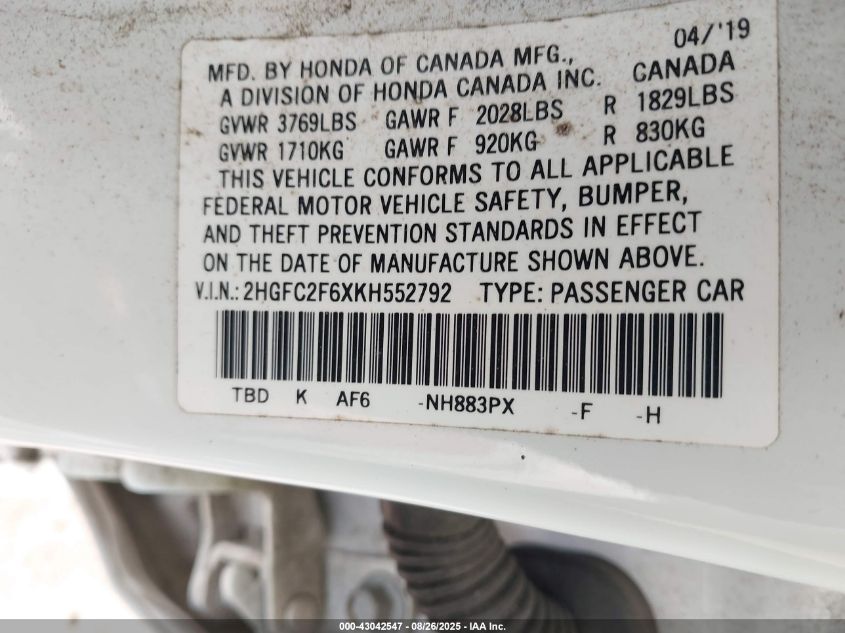 04/'19
MFD. BY HONDA OF CANADA MFG.,
A DIVISION OF HONDA CANADA INC. CANADA
GVWR 3769LBS GAWR F 2028LBS R 1829LBS
GVWR 1710KG GAWR F 920KG R 830KG
THIS VEHICLE CONFORMS TO ALL APPLICABLE
FEDERAL MOTOR VEHICLE SAFETY, BUMPER,
AND THEFT PREVENTION STANDARDS IN EFFECT
ON THE DATE OF MANUFACTURE SHOWN ABOVE.
V.I.N.: 2HGFC2F6XKH552792 TYPE: PASSENGER CAR
TBD K AF6 -NH883PX -F -H
000-43042547 - 08/26/2025 - IAA Inc.